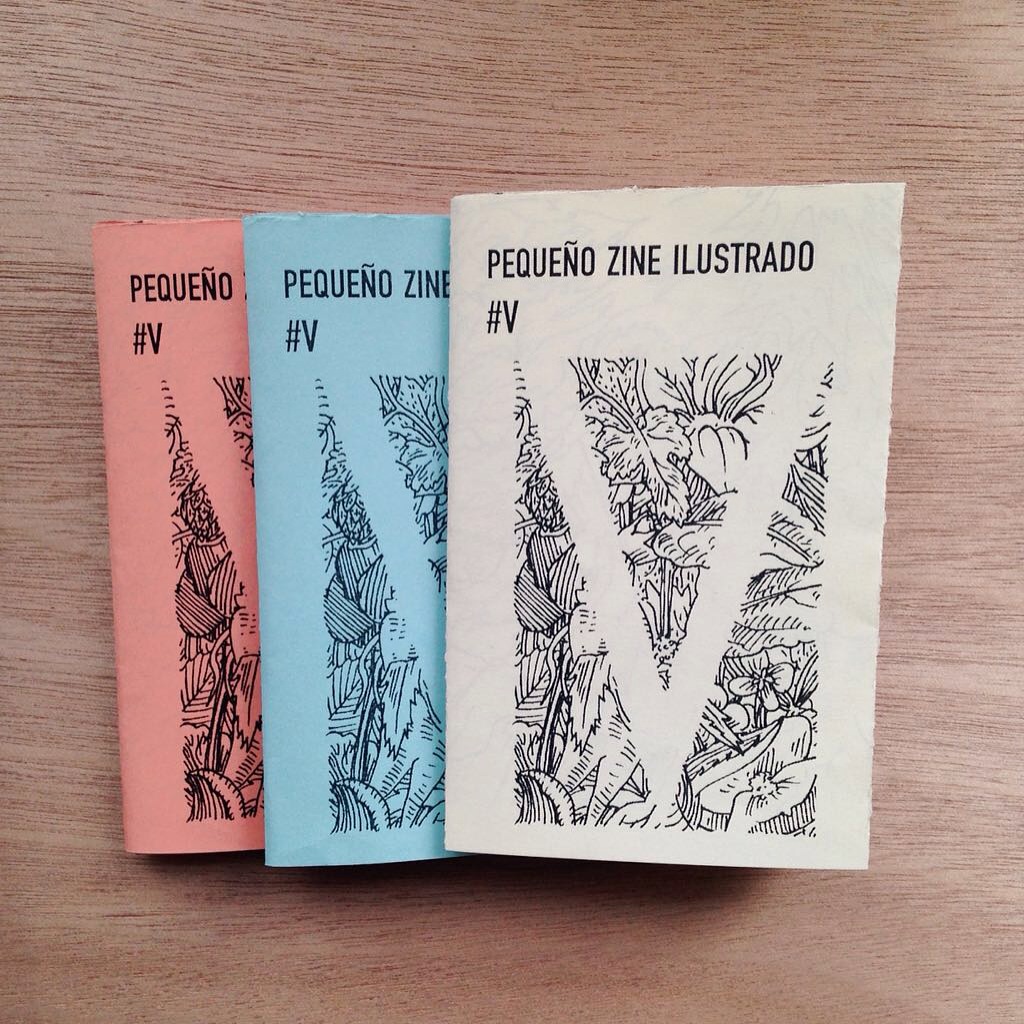 PEQUEÑO
#V
PEQUEÑO ZINE
#V
PEQUEÑO ZINE ILUSTRADO
#V
V